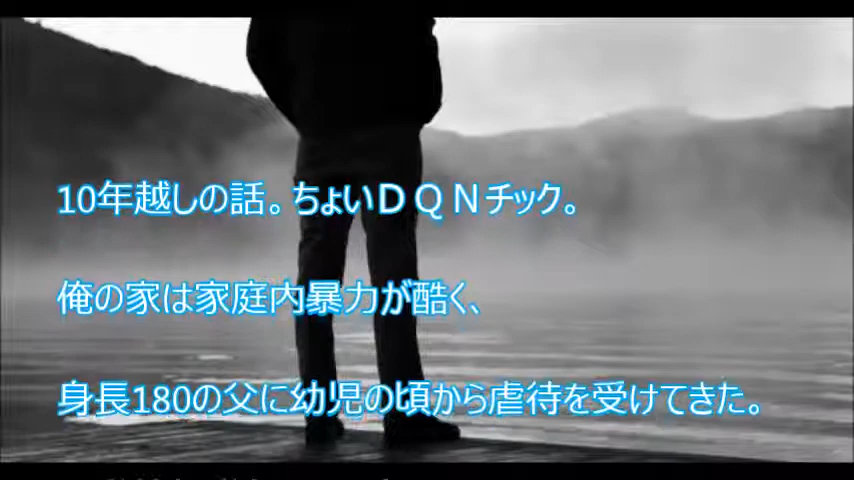 10年越しの話。ちょいＤＱＮチック。
俺の家は家庭内暴力が酷く、
身長180の父に幼児の頃から虐待を受けてきた。